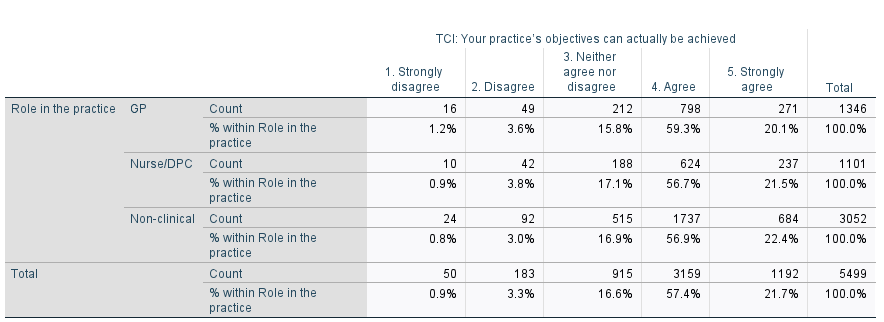 TCI: Your practice's objectives can actually be achieved
1. Strongly disagree 2. Disagree 3. Neither agree nor disagree 4. Agree 5. Strongly agree Total
Role in the practice GP Count 16 49 212 798 271 1346
% within Role in the practice 1.2% 3.6% 15.8% 59.3% 20.1% 100.0%
Nurse/DPC Count 10 42 188 624 237 1101
% within Role in the practice 0.9% 3.8% 17.1% 56.7% 21.5% 100.0%
Non-clinical Count 24 92 515 1737 684 3052
% within Role in the practice 0.8% 3.0% 16.9% 56.9% 22.4% 100.0%
Total Count 50 183 915 3159 1192 5499
% within Role in the practice 0.9% 3.3% 16.6% 57.4% 21.7% 100.0%